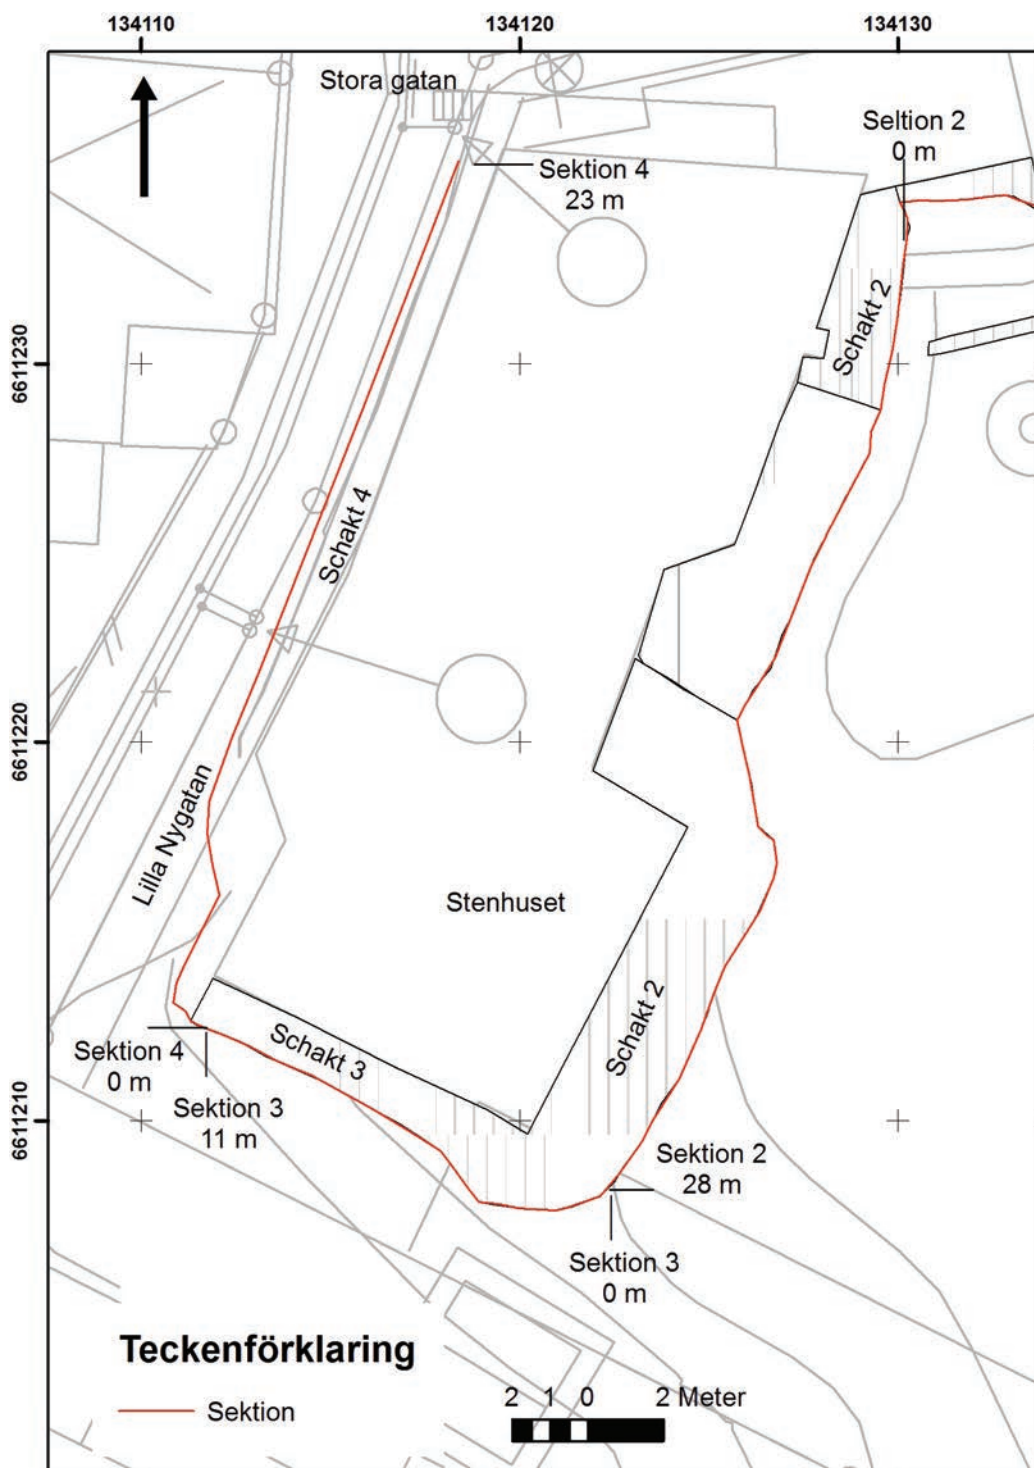 134110
134120
134130
Stora gatan
Seltion 2
0 m
Sektion 4
23 m
Schakt 2
6611230
Schakt 4
6611220
Lilla Nygatan
Stenhuset
Schakt 2
Schakt 3
Sektion 4
0 m
Sektion 3
11 m
6611210
Sektion 2
28 m
Sektion 3
0 m
Teckenförklaring
Sektion
2 1 0 2 Meter